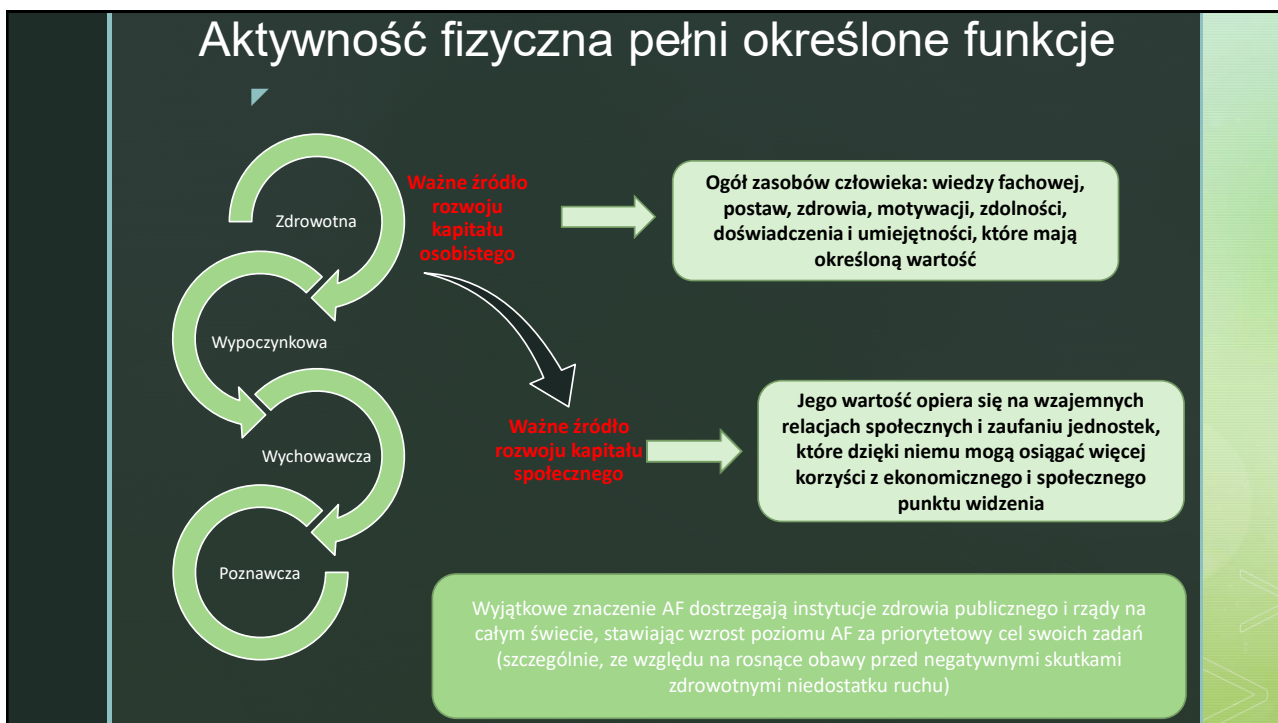 Aktywność fizyczna pełni określone funkcje
Zdrowotna
Wypoczynkowa
Wychowawcza
Poznawcza
Ważne źródło
rozwoju
kapitału
osobistego
Ogół zasobów człowieka: wiedzy fachowej,
postaw, zdrowia, motywacji, zdolności,
doświadczenia i umiejętności, które mają
określoną wartość
Ważne źródło
rozwoju kapitału
społecznego
Jego wartość opiera się na wzajemnych
relacjach społecznych i zaufaniu jednostek,
które dzięki niemu mogą osiągać więcej
korzyści z ekonomicznego i społecznego
punktu widzenia
Wyjątkowe znaczenie AF dostrzegają instytucje zdrowia publicznego i rządy na
całym świecie, stawiając wzrost poziomu AF za priorytetowy cel swoich zadań
(szczególnie, ze względu na rosnące obawy przed negatywnymi skutkami
zdrowotnymi niedostatku ruchu)